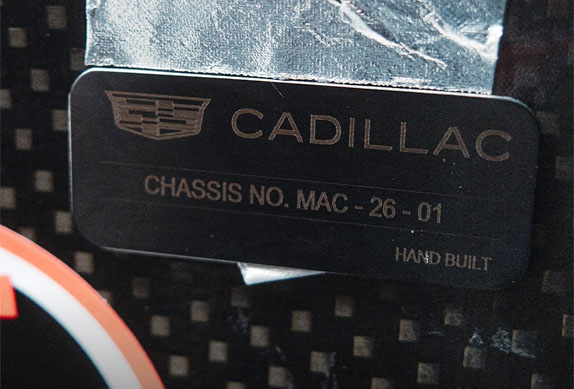 CADILLAC
CHASSIS NO. MAC - 26 - 01
HAND BUILT